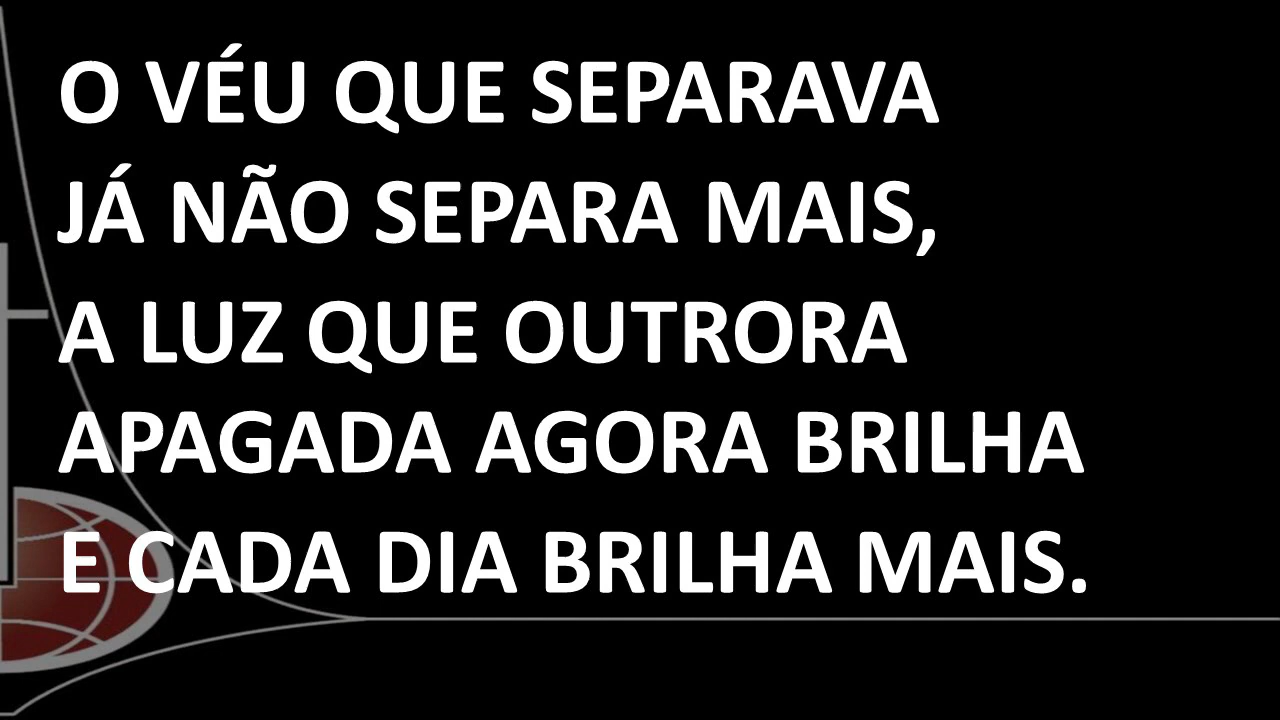 O VÉU QUE SEPARAVA
JÁ NÃO SEPARA MAIS,
A LUZ QUE OUTRORA
APAGADA AGORA BRILHA
E CADA DIA BRILHA MAIS.